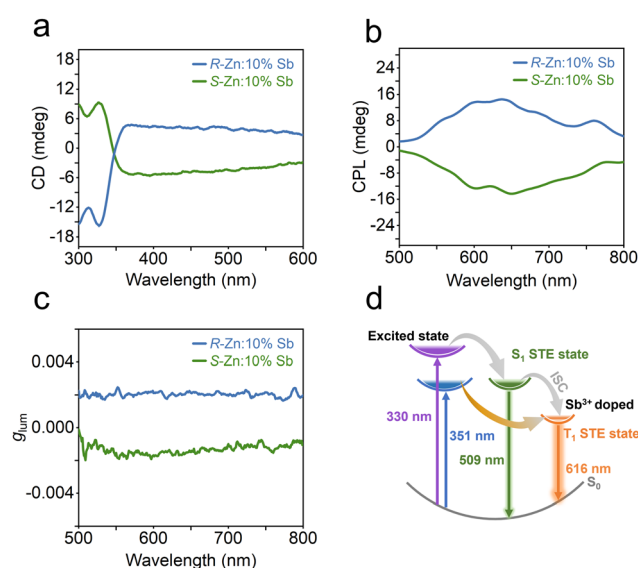 a
R-Zn:10% Sb
S-Zn:10% Sb
CD (mdeg)
18
12
6
0
-6
-12
-18
300
400
500
600
Wavelength (nm)
b
R-Zn:10% Sb
S-Zn:10% Sb
CPL (mdeg)
24
16
8
0
-8
-16
-24
500
600
700
800
Wavelength (nm)
c
R-Zn:10% Sb
S-Zn:10% Sb
glum
0.004
0.000
-0.004
500
600
700
800
Wavelength (nm)
d
Excited state
S₁ STE state
ISC
Sb³⁺ doped
T₁ STE state
330 nm
351 nm
509 nm
616 nm
S₀